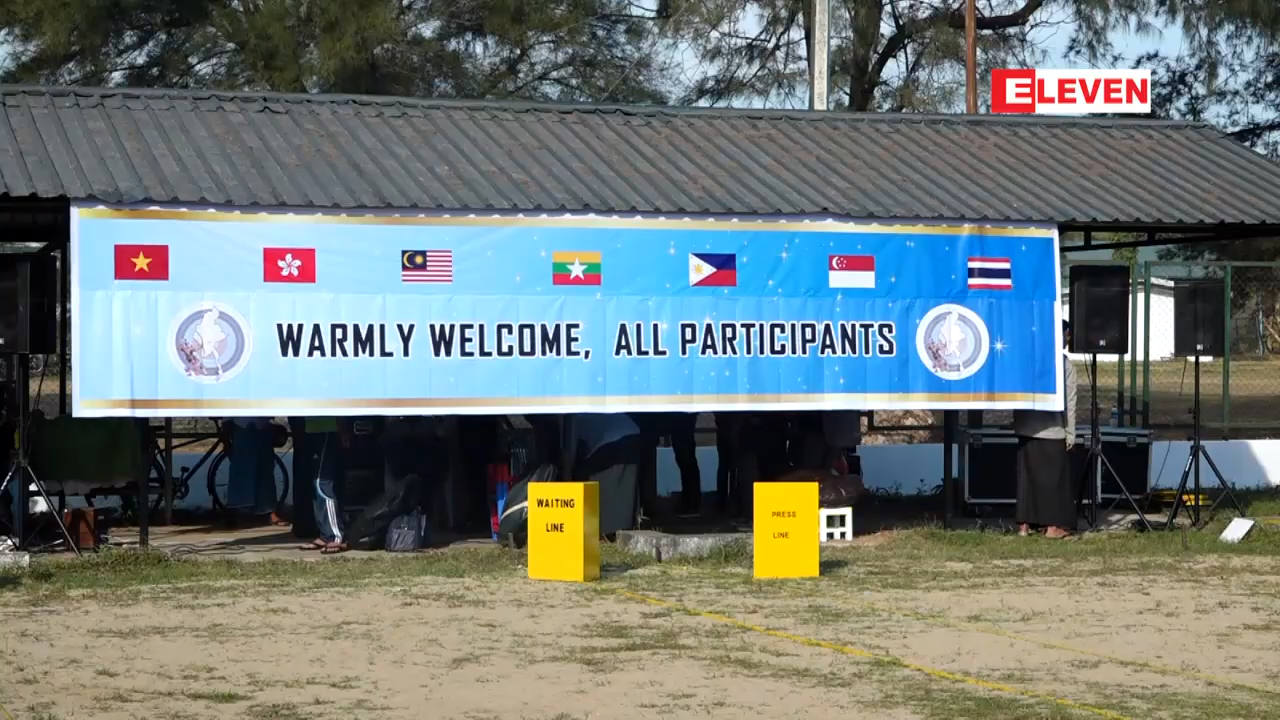 ELEVEN
WARMLY WELCOME, ALL PARTICIPANTS
WAITING
LINE
PRESS
LINE